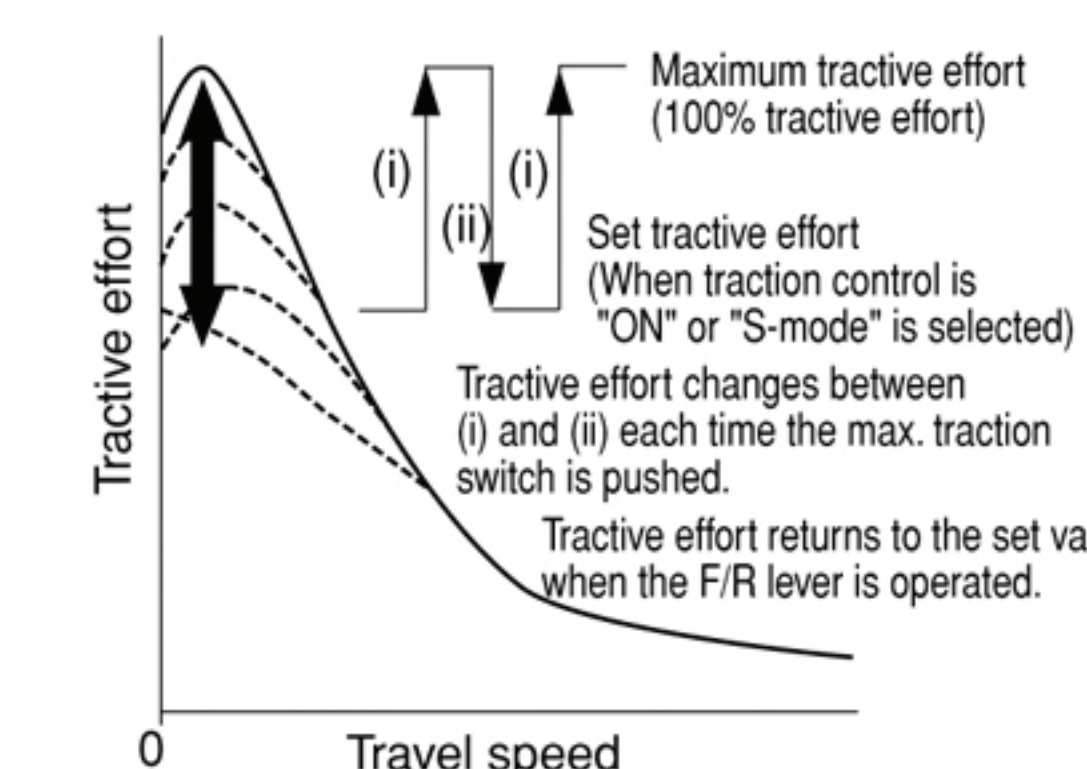 Maximum tractive effort
(100% tractive effort)
(i)
(i)
(ii)
Set tractive effort
(When traction control is
"ON" or "S-mode" is selected)
Tractive effort changes between
(i) and (ii) each time the max. traction
switch is pushed.
Tractive effort returns to the set va
when the F/R lever is operated.
Tractive effort
0
Travel speed